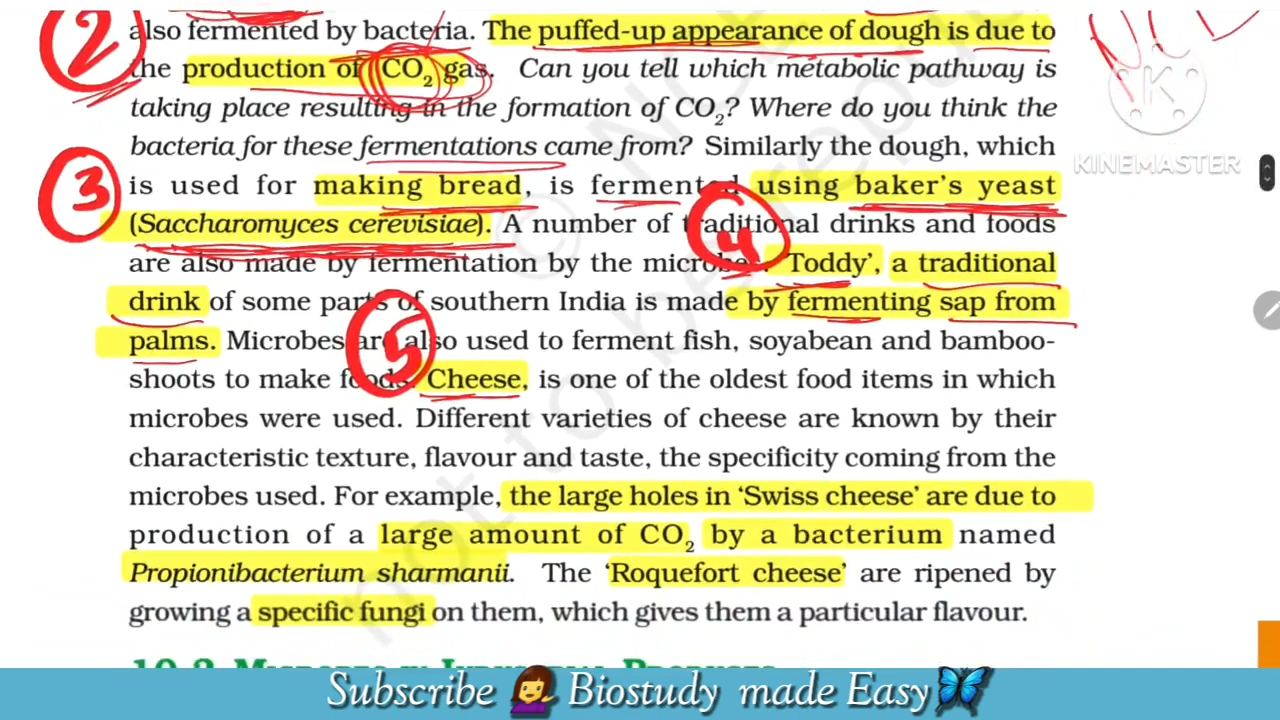 2
also fermented by bacteria. The puffed-up appearance of dough is due to
the production of CO₂ gas. Can you tell which metabolic pathway is
taking place resulting in the formation of CO₂? Where do you think the
bacteria for these fermentations came from? Similarly the dough, which
3
is used for making bread, is fermented using baker's yeast
(Saccharomyces cerevisiae). A number of traditional drinks and foods
4
are also made by fermentation by the microbes. 'Toddy', a traditional
drink of some parts of southern India is made by fermenting sap from
palms. Microbes are also used to ferment fish, soyabean and bamboo-
5
shoots to make foods. Cheese, is one of the oldest food items in which
microbes were used. Different varieties of cheese are known by their
characteristic texture, flavour and taste, the specificity coming from the
microbes used. For example, the large holes in 'Swiss cheese' are due to
production of a large amount of CO₂ by a bacterium named
Propionibacterium sharmanii. The 'Roquefort cheese' are ripened by
growing a specific fungi on them, which gives them a particular flavour.
K
KINEMASTER
not to be
Subscribe 💁‍♀️ Biostudy made Easy🦋